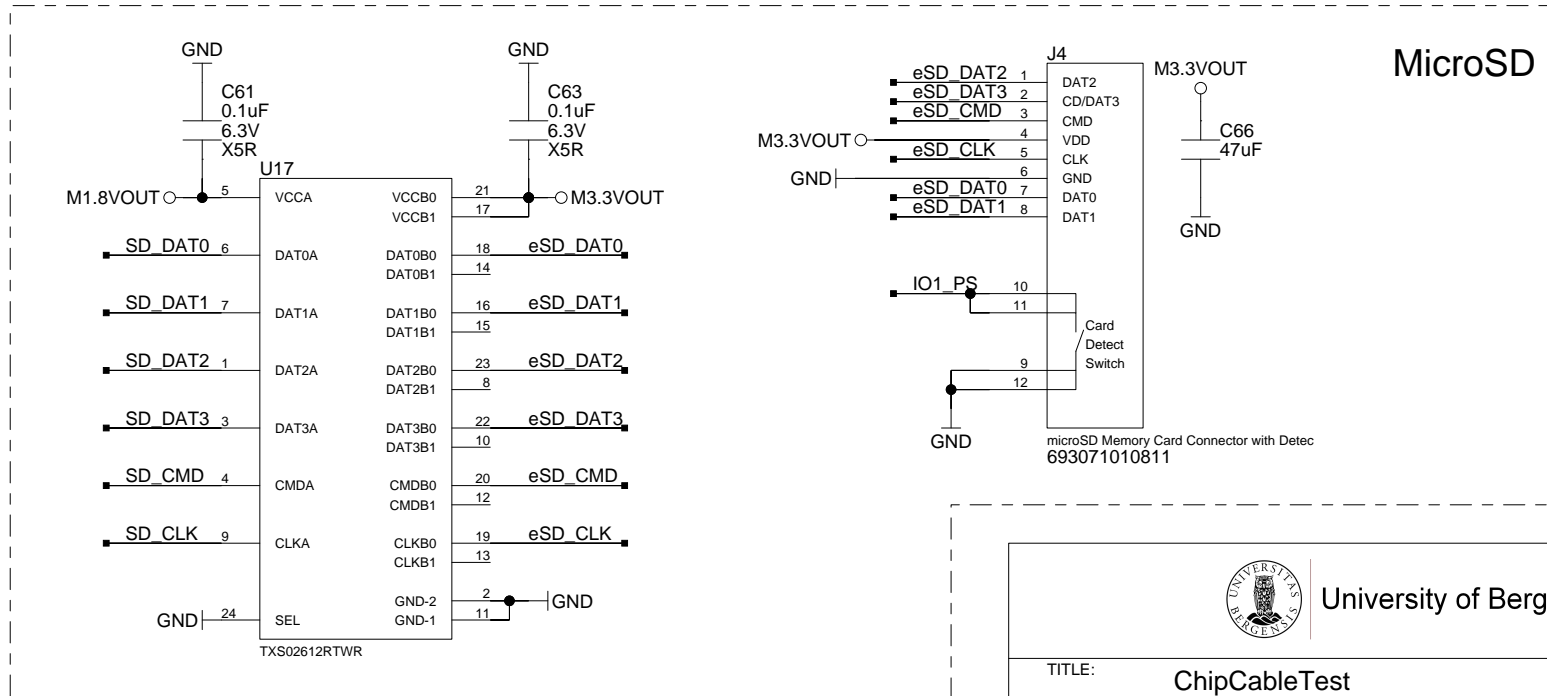 MicroSD
GND
C61
0.1uF
6.3V
X5R
GND
C63
0.1uF
6.3V
X5R
U17
M1.8VOUT 5 VCCA VCCB0 21 M3.3VOUT
VCCB1 17
SD_DAT0 6 DAT0A DAT0B0 18 eSD_DAT0
DAT0B1 14
SD_DAT1 7 DAT1A DAT1B0 16 eSD_DAT1
DAT1B1 15
SD_DAT2 1 DAT2A DAT2B0 23 eSD_DAT2
DAT2B1 8
SD_DAT3 3 DAT3A DAT3B0 22 eSD_DAT3
DAT3B1 10
SD_CMD 4 CMDA CMDB0 20 eSD_CMD
CMDB1 12
SD_CLK 9 CLKA CLKB0 19 eSD_CLK
CLKB1 13
GND-2 2 GND
GND 24 SEL GND-1 11
TXS02612RTWR
J4
eSD_DAT2 1 DAT2
eSD_DAT3 2 CD/DAT3
eSD_CMD 3 CMD
M3.3VOUT 4 VDD
eSD_CLK 5 CLK
GND 6 GND
eSD_DAT0 7 DAT0
eSD_DAT1 8 DAT1
IO1_PS 10
11
Card
Detect
Switch
9
12
GND
microSD Memory Card Connector with Detec
693071010811
M3.3VOUT
C66
47uF
GND
UNIVERSITAS
BERGENSIS
University of Berg
TITLE:
ChipCableTest